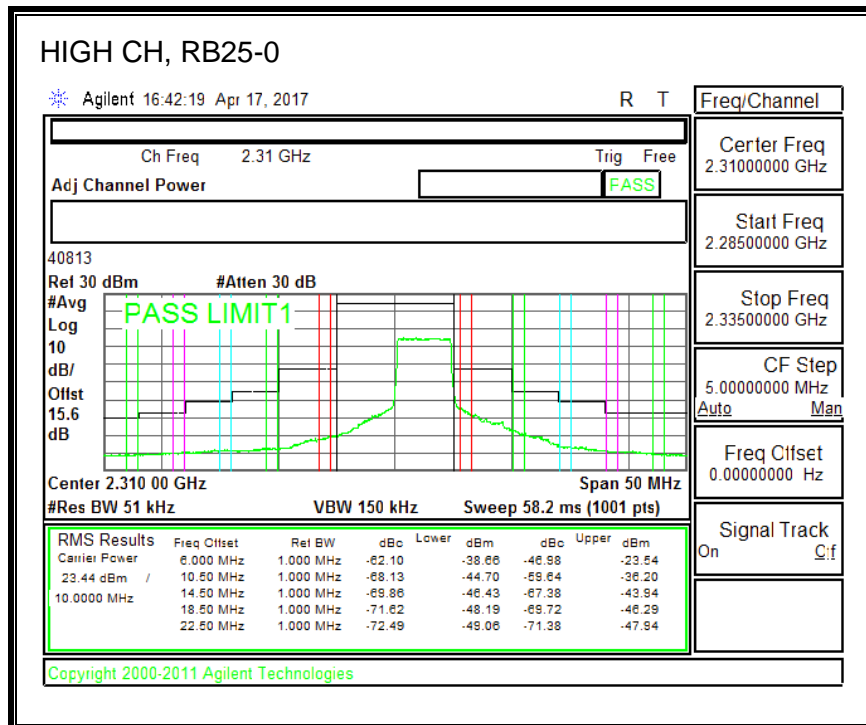 HIGH CH, RB25-0
Agilent 16:42:19 Apr 17, 2017 R T
Freq/Channel
Ch Freq 2.31 GHz Trig Free
Adj Channel Power PASS
Center Freq
2.31000000 GHz
Start Freq
2.28500000 GHz
Stop Freq
2.33500000 GHz
CF Step
5.00000000 MHz
Auto Man
Freq Offset
0.00000000 Hz
Signal Track
On Off
40813
Ref 30 dBm #Atten 30 dB
#Avg
Log
10
dB/
Offst
15.6
dB
PASS LIMIT1
Center 2.310 00 GHz Span 50 MHz
#Res BW 51 kHz VBW 150 kHz Sweep 58.2 ms (1001 pts)
RMS Results Freq Offset Ref BW dBc Lower dBm dBc Upper dBm
Carrier Power 6.000 MHz 1.000 MHz -62.10 -38.66 -46.98 -23.54
23.44 dBm / 10.50 MHz 1.000 MHz -68.13 -44.70 -59.64 -36.20
10.0000 MHz 14.50 MHz 1.000 MHz -69.86 -46.43 -67.38 -43.94
18.50 MHz 1.000 MHz -71.62 -48.19 -69.72 -46.29
22.50 MHz 1.000 MHz -72.49 -49.06 -71.38 -47.94
Copyright 2000-2011 Agilent Technologies